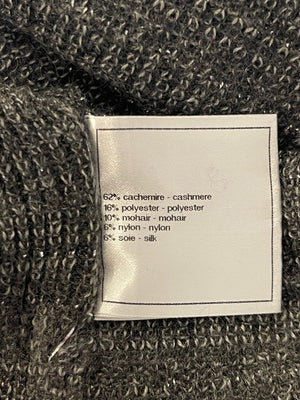 62% cachemire - cashmere
16% polyester - polyester
10% mohair - mohair
6% nylon - nylon
6% soie - silk